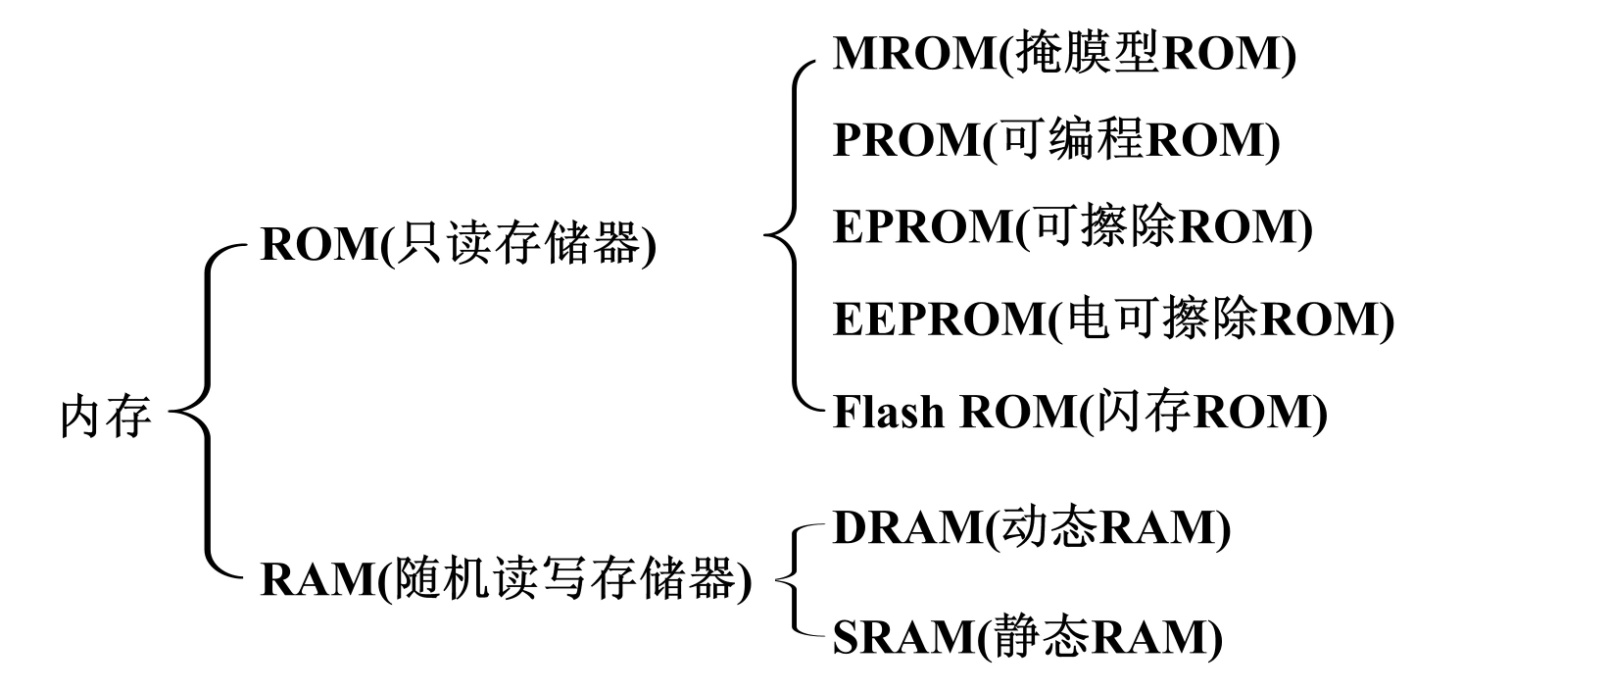 MROM(掩膜型ROM)
PROM(可编程ROM)
EPROM(可擦除ROM)
ROM(只读存储器)
EEPROM(电可擦除ROM)
Flash ROM(闪存ROM)
内存
DRAM(动态RAM)
RAM(随机读写存储器)
SRAM(静态RAM)